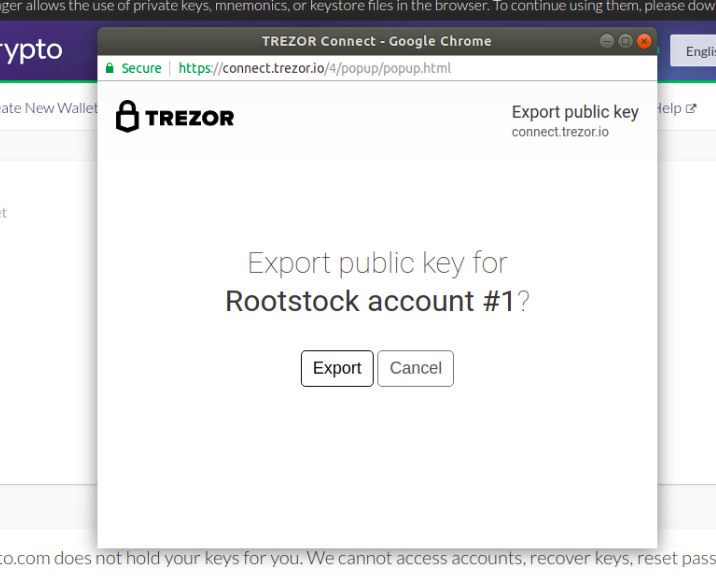 ger allows the use of private keys, mnemonics, or keystore files in the browser. To continue using them, please dow
rypto
TREZOR Connect - Google Chrome
Englis
Secure | https://connect.trezor.io/4/popup/popup.html
eate New Wallet
Help
TREZOR
Export public key
connect.trezor.io
et
Export public key for
Rootstock account #1?
Export
Cancel
to.com does not hold your keys for you. We cannot access accounts, recover keys, reset pass